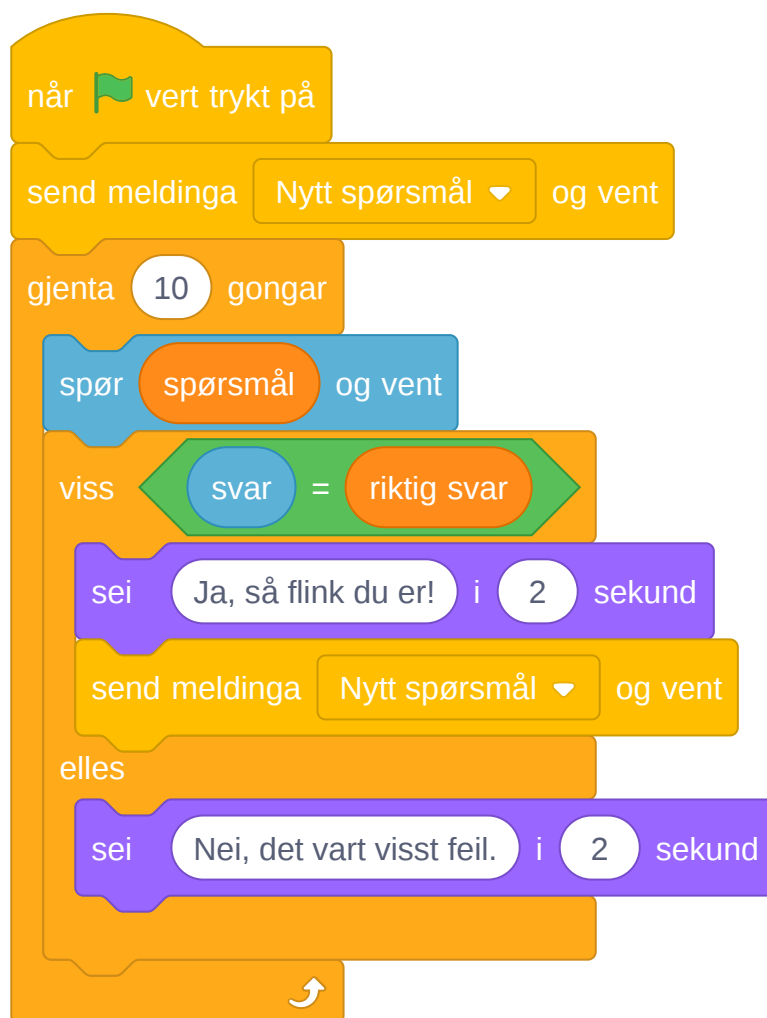 når vert trykt på
send meldinga Nytt spørsmål og vent
gjenta 10 gongar
spør spørsmål og vent
viss svar = riktig svar
sei Ja, så flink du er! i 2 sekund
send meldinga Nytt spørsmål og vent
elles
sei Nei, det vart visst feil. i 2 sekund